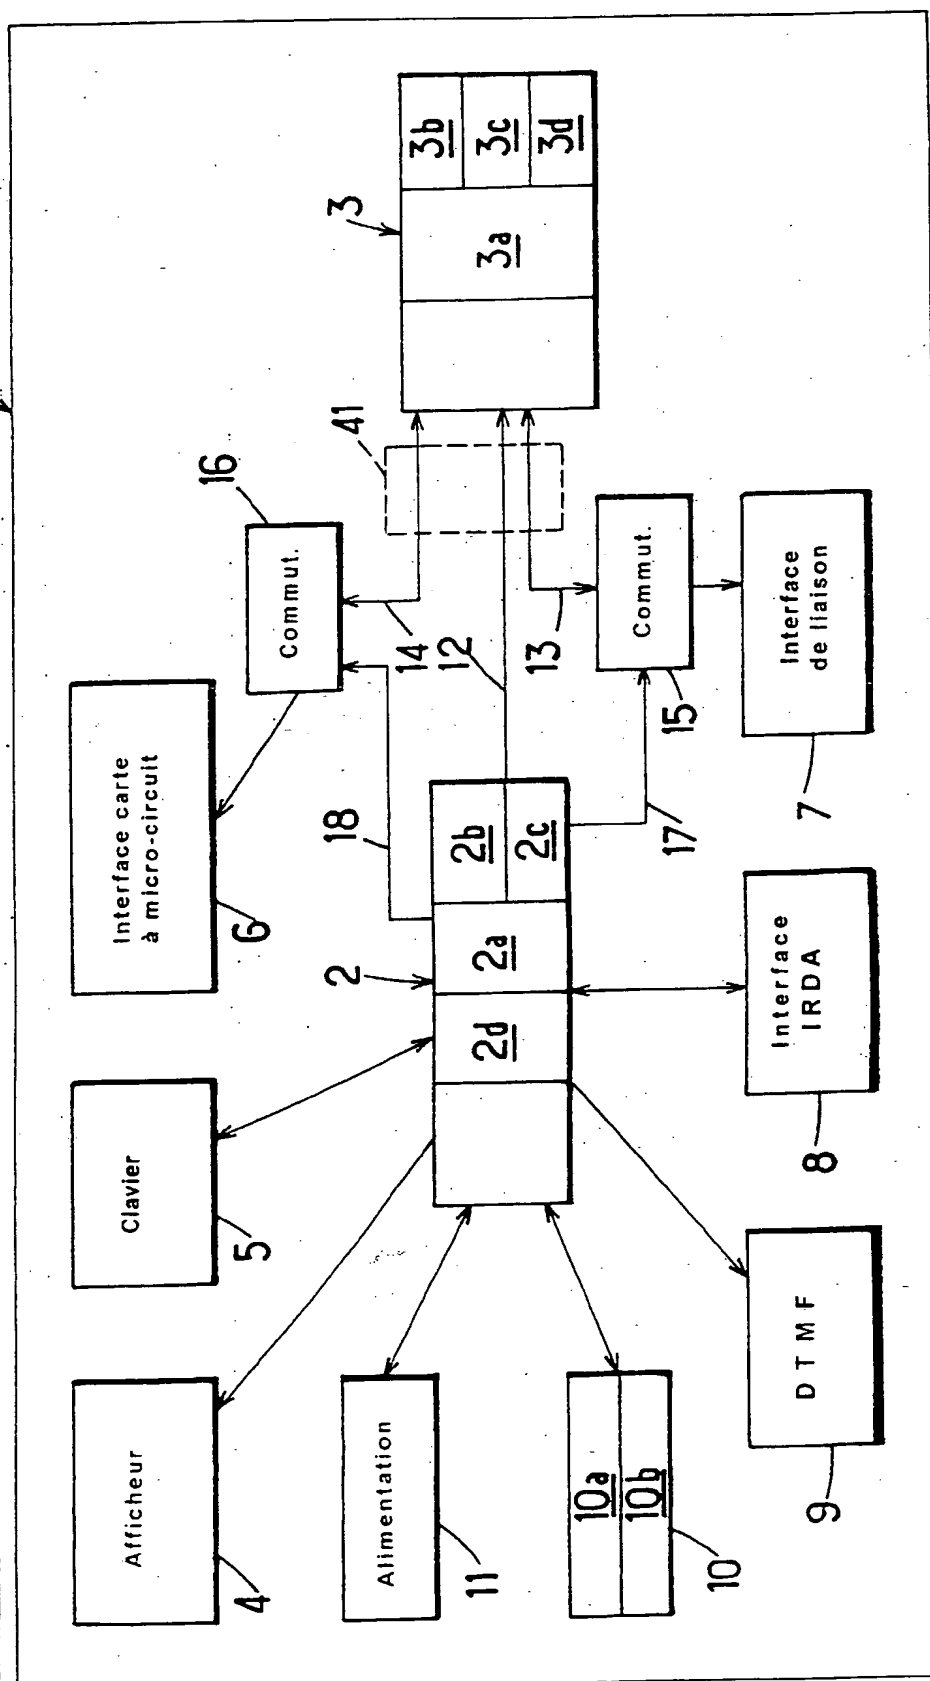 Afficheur
4
Clavier
5
Interface carte
à micro-circuit
6
Commut.
16
18
14
12
41
3
3a
3b
3c
3d
2
2d
2a
2b
2c
Alimentation
11
10a
10b
10
DTMF
9
Interface
IRDA
8
17
13
Commut.
15
Interface
de liaison
7